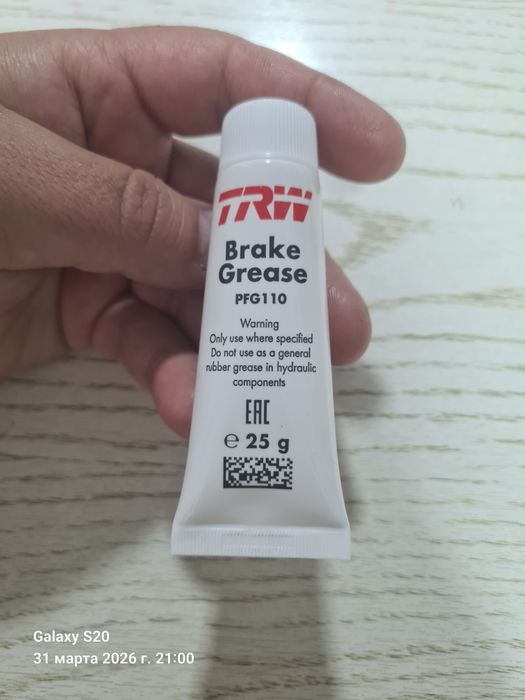 TRW
Brake
Grease
PFG110
Warning
Only use where specified
Do not use as a general
rubber grease in hydraulic
components
EAC
℮ 25 g
Galaxy S20
31 марта 2026 г. 21:00